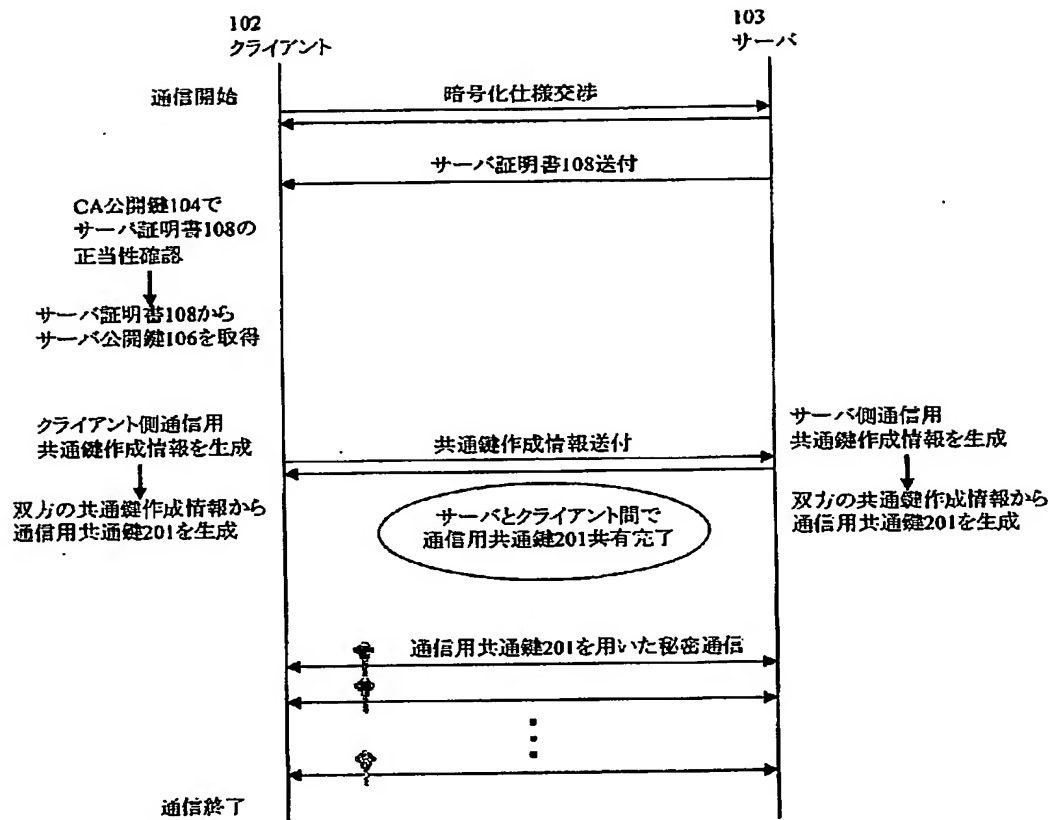 102
クライアント
103
サーバ
通信開始
暗号化仕様交渉
サーバ証明書108送付
CA公開鍵104で
サーバ証明書108の
正当性確認
サーバ証明書108から
サーバ公開鍵106を取得
クライアント側通信用
共通鍵作成情報を生成
共通鍵作成情報送付
サーバ側通信用
共通鍵作成情報を生成
双方の共通鍵作成情報から
通信用共通鍵201を生成
サーバとクライアント間で
通信用共通鍵201共有完了
双方の共通鍵作成情報から
通信用共通鍵201を生成
通信用共通鍵201を用いた秘密通信
通信終了